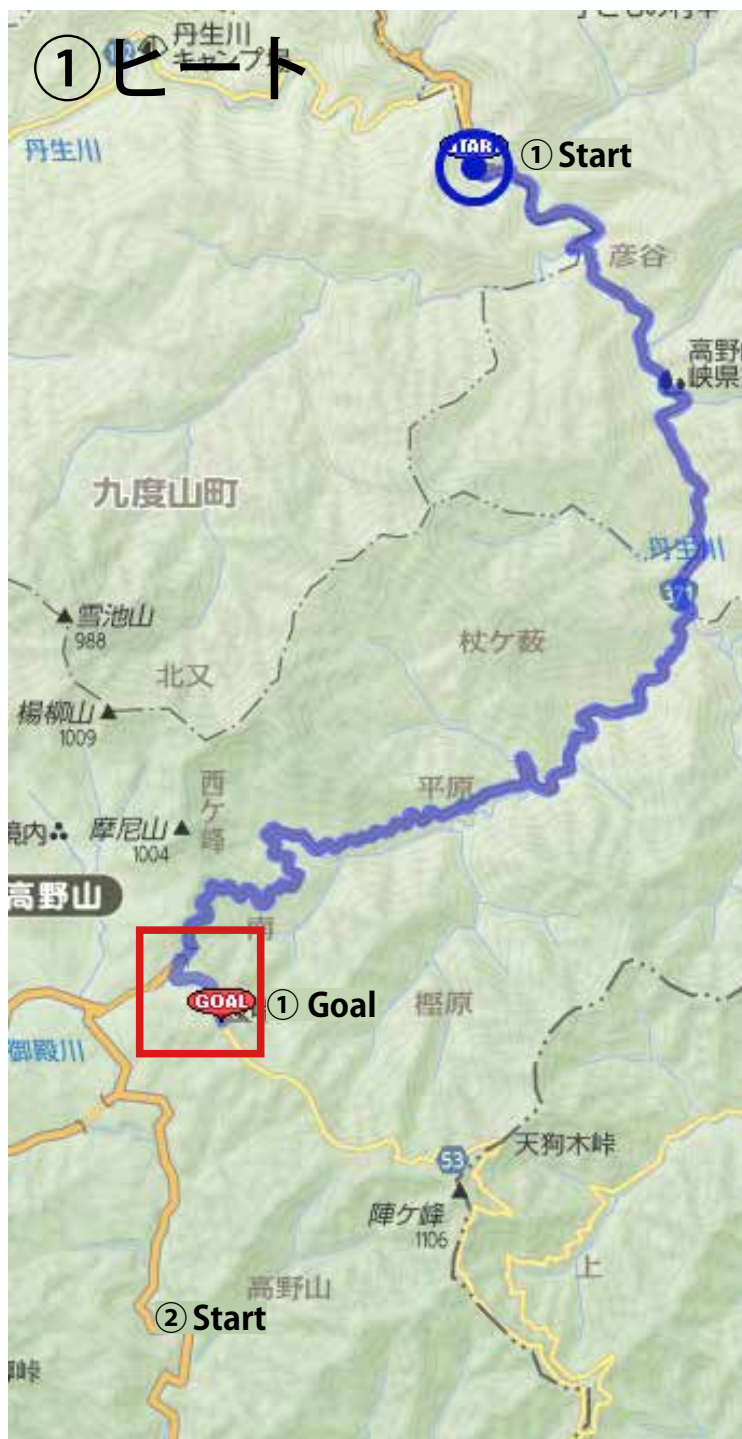 ①ヒート
丹生川
キャンプ場
丹生川
START
① Start
彦谷
高野
峡県
九度山町
丹生川
371
雪池山
988
杖ケ薮
北又
楊柳山
1009
西ケ峰
平原
境内
摩尼山
1004
高野山
南
GOAL
① Goal
樫原
御殿川
天狗木峠
53
陣ケ峰
1106
上
高野山
② Start
峠